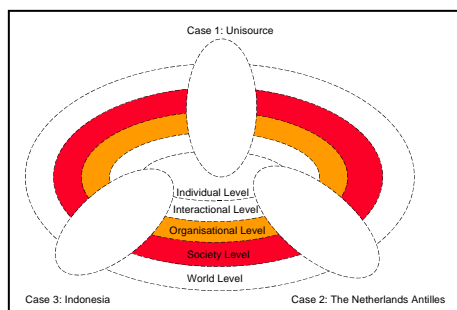 Case 1: Unisource
Individual Level
Interactional Level
Organisational Level
Society Level
World Level
Case 3: Indonesia
Case 2: The Netherlands Antilles